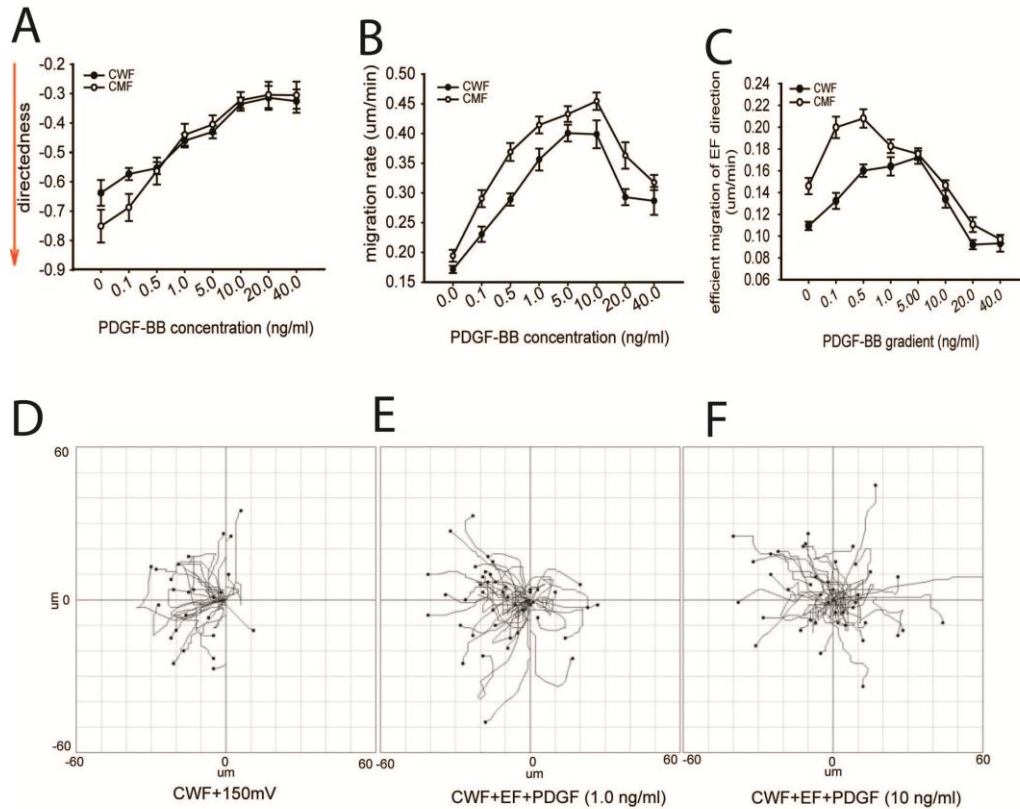 A
directedness
-0.2
-0.3
-0.4
-0.5
-0.6
-0.7
-0.8
-0.9
CWF
CMF
0 0.1 0.5 1.0 5.0 10.0 20.0 40.0
PDGF-BB concentration (ng/ml)
B
migration rate (um/min)
0.50
0.45
0.40
0.35
0.30
0.25
0.20
0.15
CWF
CMF
0.0 0.1 0.5 1.0 5.0 10.0 20.0 40.0
PDGF-BB concentration (ng/ml)
C
efficient migration of EF direction
(um/min)
0.24
0.22
0.20
0.18
0.16
0.14
0.12
0.10
0.08
0.06
CWF
CMF
0 0.1 0.5 1.0 5.00 10.0 20.0 40.0
PDGF-BB gradient (ng/ml)
D
60
um 0
-60
-60 0 60
um
CWF+150mV
E
-60 0 60
um
CWF+EF+PDGF (1.0 ng/ml)
F
-60 0 60
um
CWF+EF+PDGF (10 ng/ml)